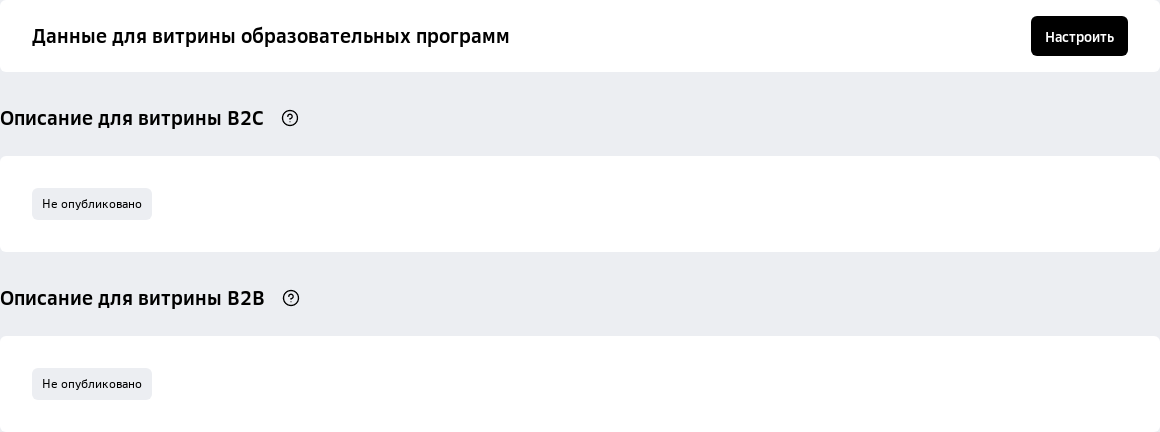 Данные для витрины образовательных программ
Настроить
Описание для витрины B2C
Не опубликовано
Описание для витрины B2B
Не опубликовано